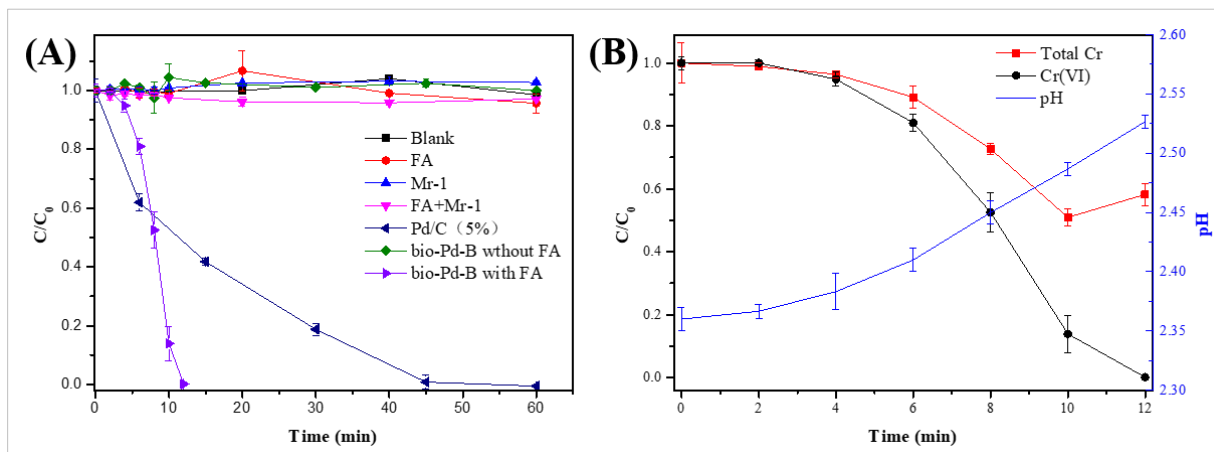 (A)
C/C0
1.0
0.8
0.6
0.4
0.2
0.0
Blank
FA
Mr-1
FA+Mr-1
Pd/C（5%）
bio-Pd-B wthout FA
bio-Pd-B with FA
0 10 20 30 40 50 60
Time (min)
(B)
C/C0
1.0
0.8
0.6
0.4
0.2
0.0
Total Cr
Cr(VI)
pH
2.60
2.55
2.50
2.45
2.40
2.35
2.30
pH
0 2 4 6 8 10 12
Time (min)